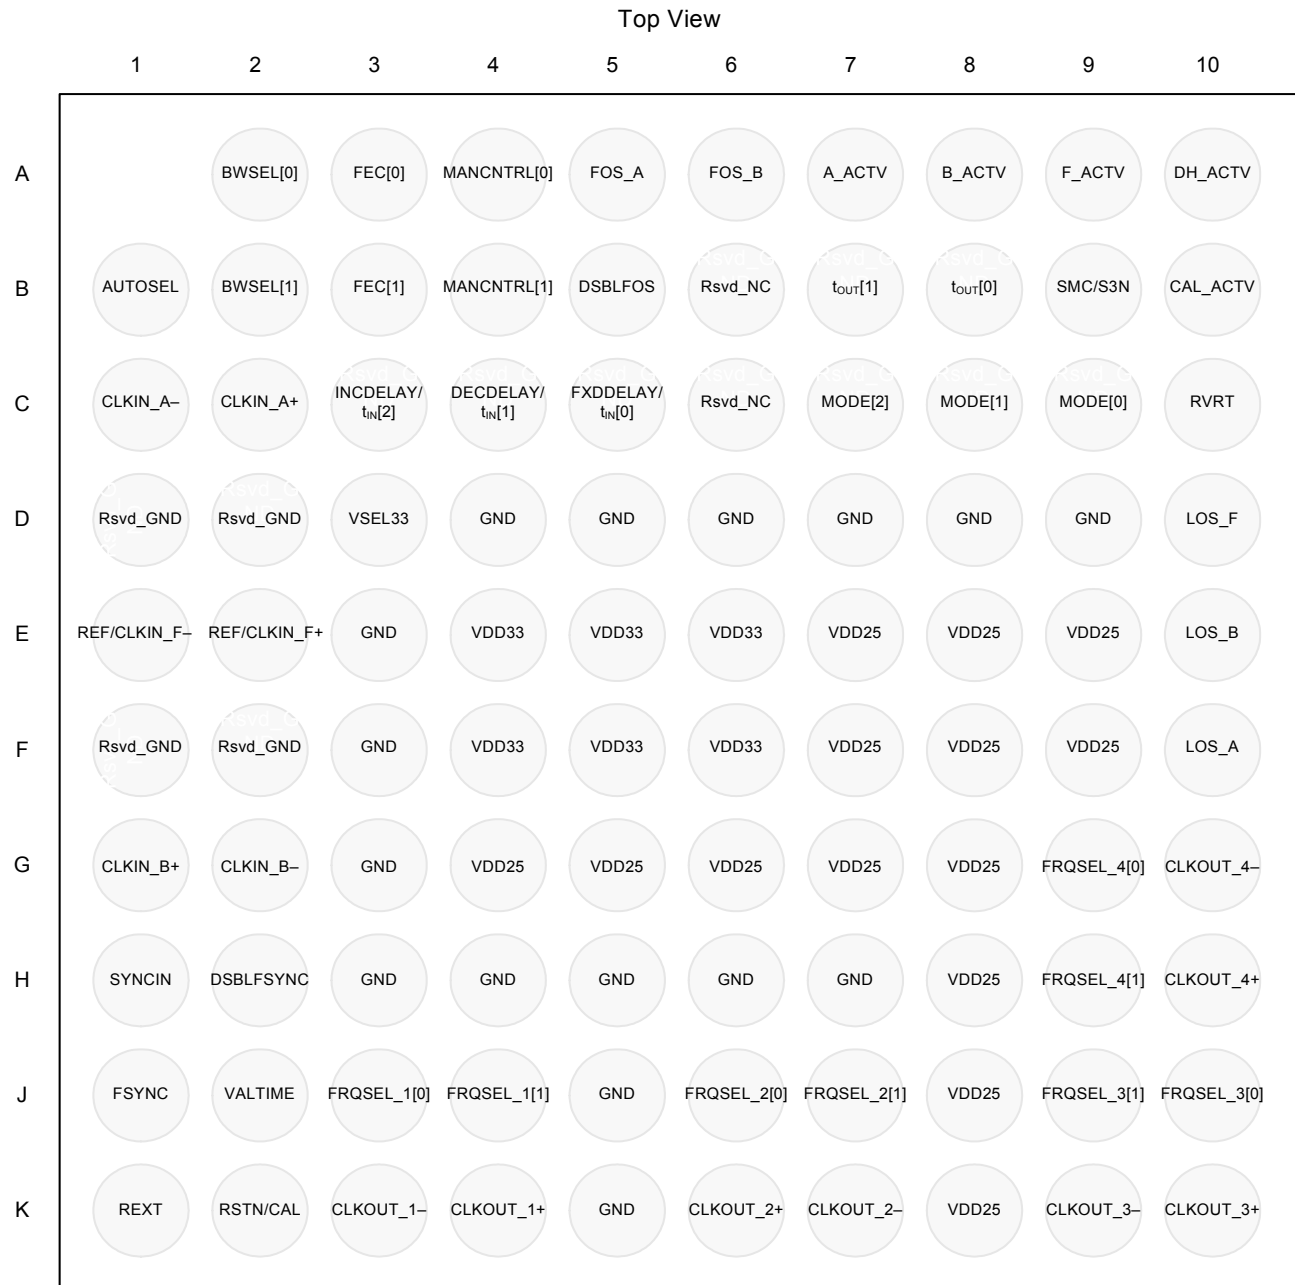 Top View
1 2 3 4 5 6 7 8 9 10
A BWSEL[0] FEC[0] MANCNTRL[0] FOS_A FOS_B A_ACTV B_ACTV F_ACTV DH_ACTV
B AUTOSEL BWSEL[1] FEC[1] MANCNTRL[1] DSBLFOS Rsvd_NC tOUT[1] tOUT[0] SMC/S3N CAL_ACTV
C CLKIN_A– CLKIN_A+ INCDELAY/ tIN[2] DECDELAY/ tIN[1] FXDDELAY/ tIN[0] Rsvd_NC MODE[2] MODE[1] MODE[0] RVRT
D Rsvd_GND Rsvd_GND VSEL33 GND GND GND GND GND GND LOS_F
E REF/CLKIN_F– REF/CLKIN_F+ GND VDD33 VDD33 VDD33 VDD25 VDD25 VDD25 LOS_B
F Rsvd_GND Rsvd_GND GND VDD33 VDD33 VDD33 VDD25 VDD25 VDD25 LOS_A
G CLKIN_B+ CLKIN_B– GND VDD25 VDD25 VDD25 VDD25 VDD25 FRQSEL_4[0] CLKOUT_4–
H SYNCIN DSBLFSYNC GND GND GND GND GND VDD25 FRQSEL_4[1] CLKOUT_4+
J FSYNC VALTIME FRQSEL_1[0] FRQSEL_1[1] GND FRQSEL_2[0] FRQSEL_2[1] VDD25 FRQSEL_3[1] FRQSEL_3[0]
K REXT RSTN/CAL CLKOUT_1– CLKOUT_1+ GND CLKOUT_2+ CLKOUT_2– VDD25 CLKOUT_3– CLKOUT_3+